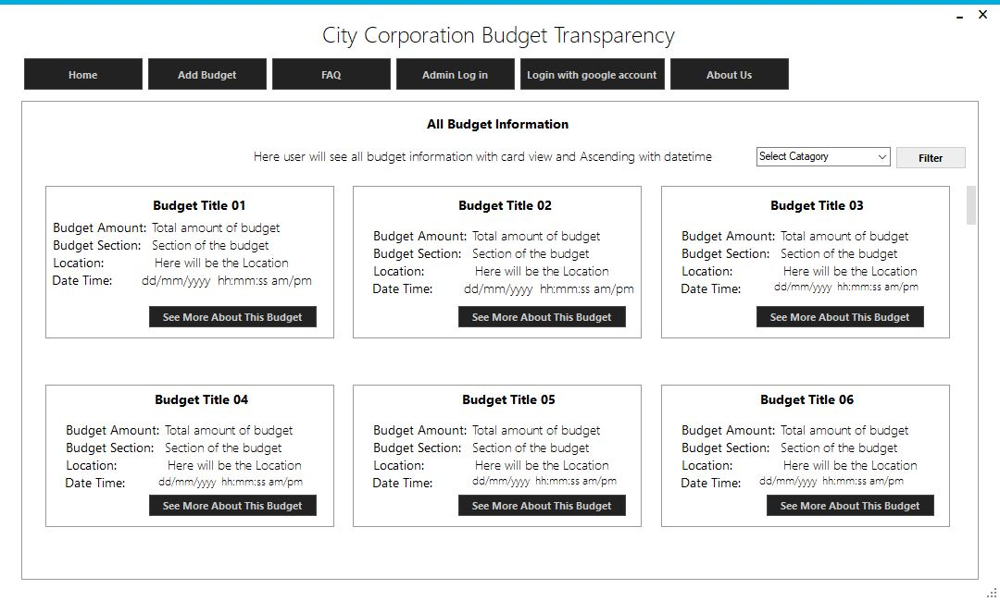 City Corporation Budget Transparency
Home Add Budget FAQ Admin Log in Login with google account About Us
All Budget Information
Here user will see all budget information with card view and Ascending with datetime Select Catagory Filter
Budget Title 01
Budget Amount: Total amount of budget
Budget Section: Section of the budget
Location: Here will be the Location
Date Time: dd/mm/yyyy hh:mm:ss am/pm
See More About This Budget
Budget Title 02
Budget Amount: Total amount of budget
Budget Section: Section of the budget
Location: Here will be the Location
Date Time: dd/mm/yyyy hh:mm:ss am/pm
See More About This Budget
Budget Title 03
Budget Amount: Total amount of budget
Budget Section: Section of the budget
Location: Here will be the Location
Date Time: dd/mm/yyyy hh:mm:ss am/pm
See More About This Budget
Budget Title 04
Budget Amount: Total amount of budget
Budget Section: Section of the budget
Location: Here will be the Location
Date Time: dd/mm/yyyy hh:mm:ss am/pm
See More About This Budget
Budget Title 05
Budget Amount: Total amount of budget
Budget Section: Section of the budget
Location: Here will be the Location
Date Time: dd/mm/yyyy hh:mm:ss am/pm
See More About This Budget
Budget Title 06
Budget Amount: Total amount of budget
Budget Section: Section of the budget
Location: Here will be the Location
Date Time: dd/mm/yyyy hh:mm:ss am/pm
See More About This Budget